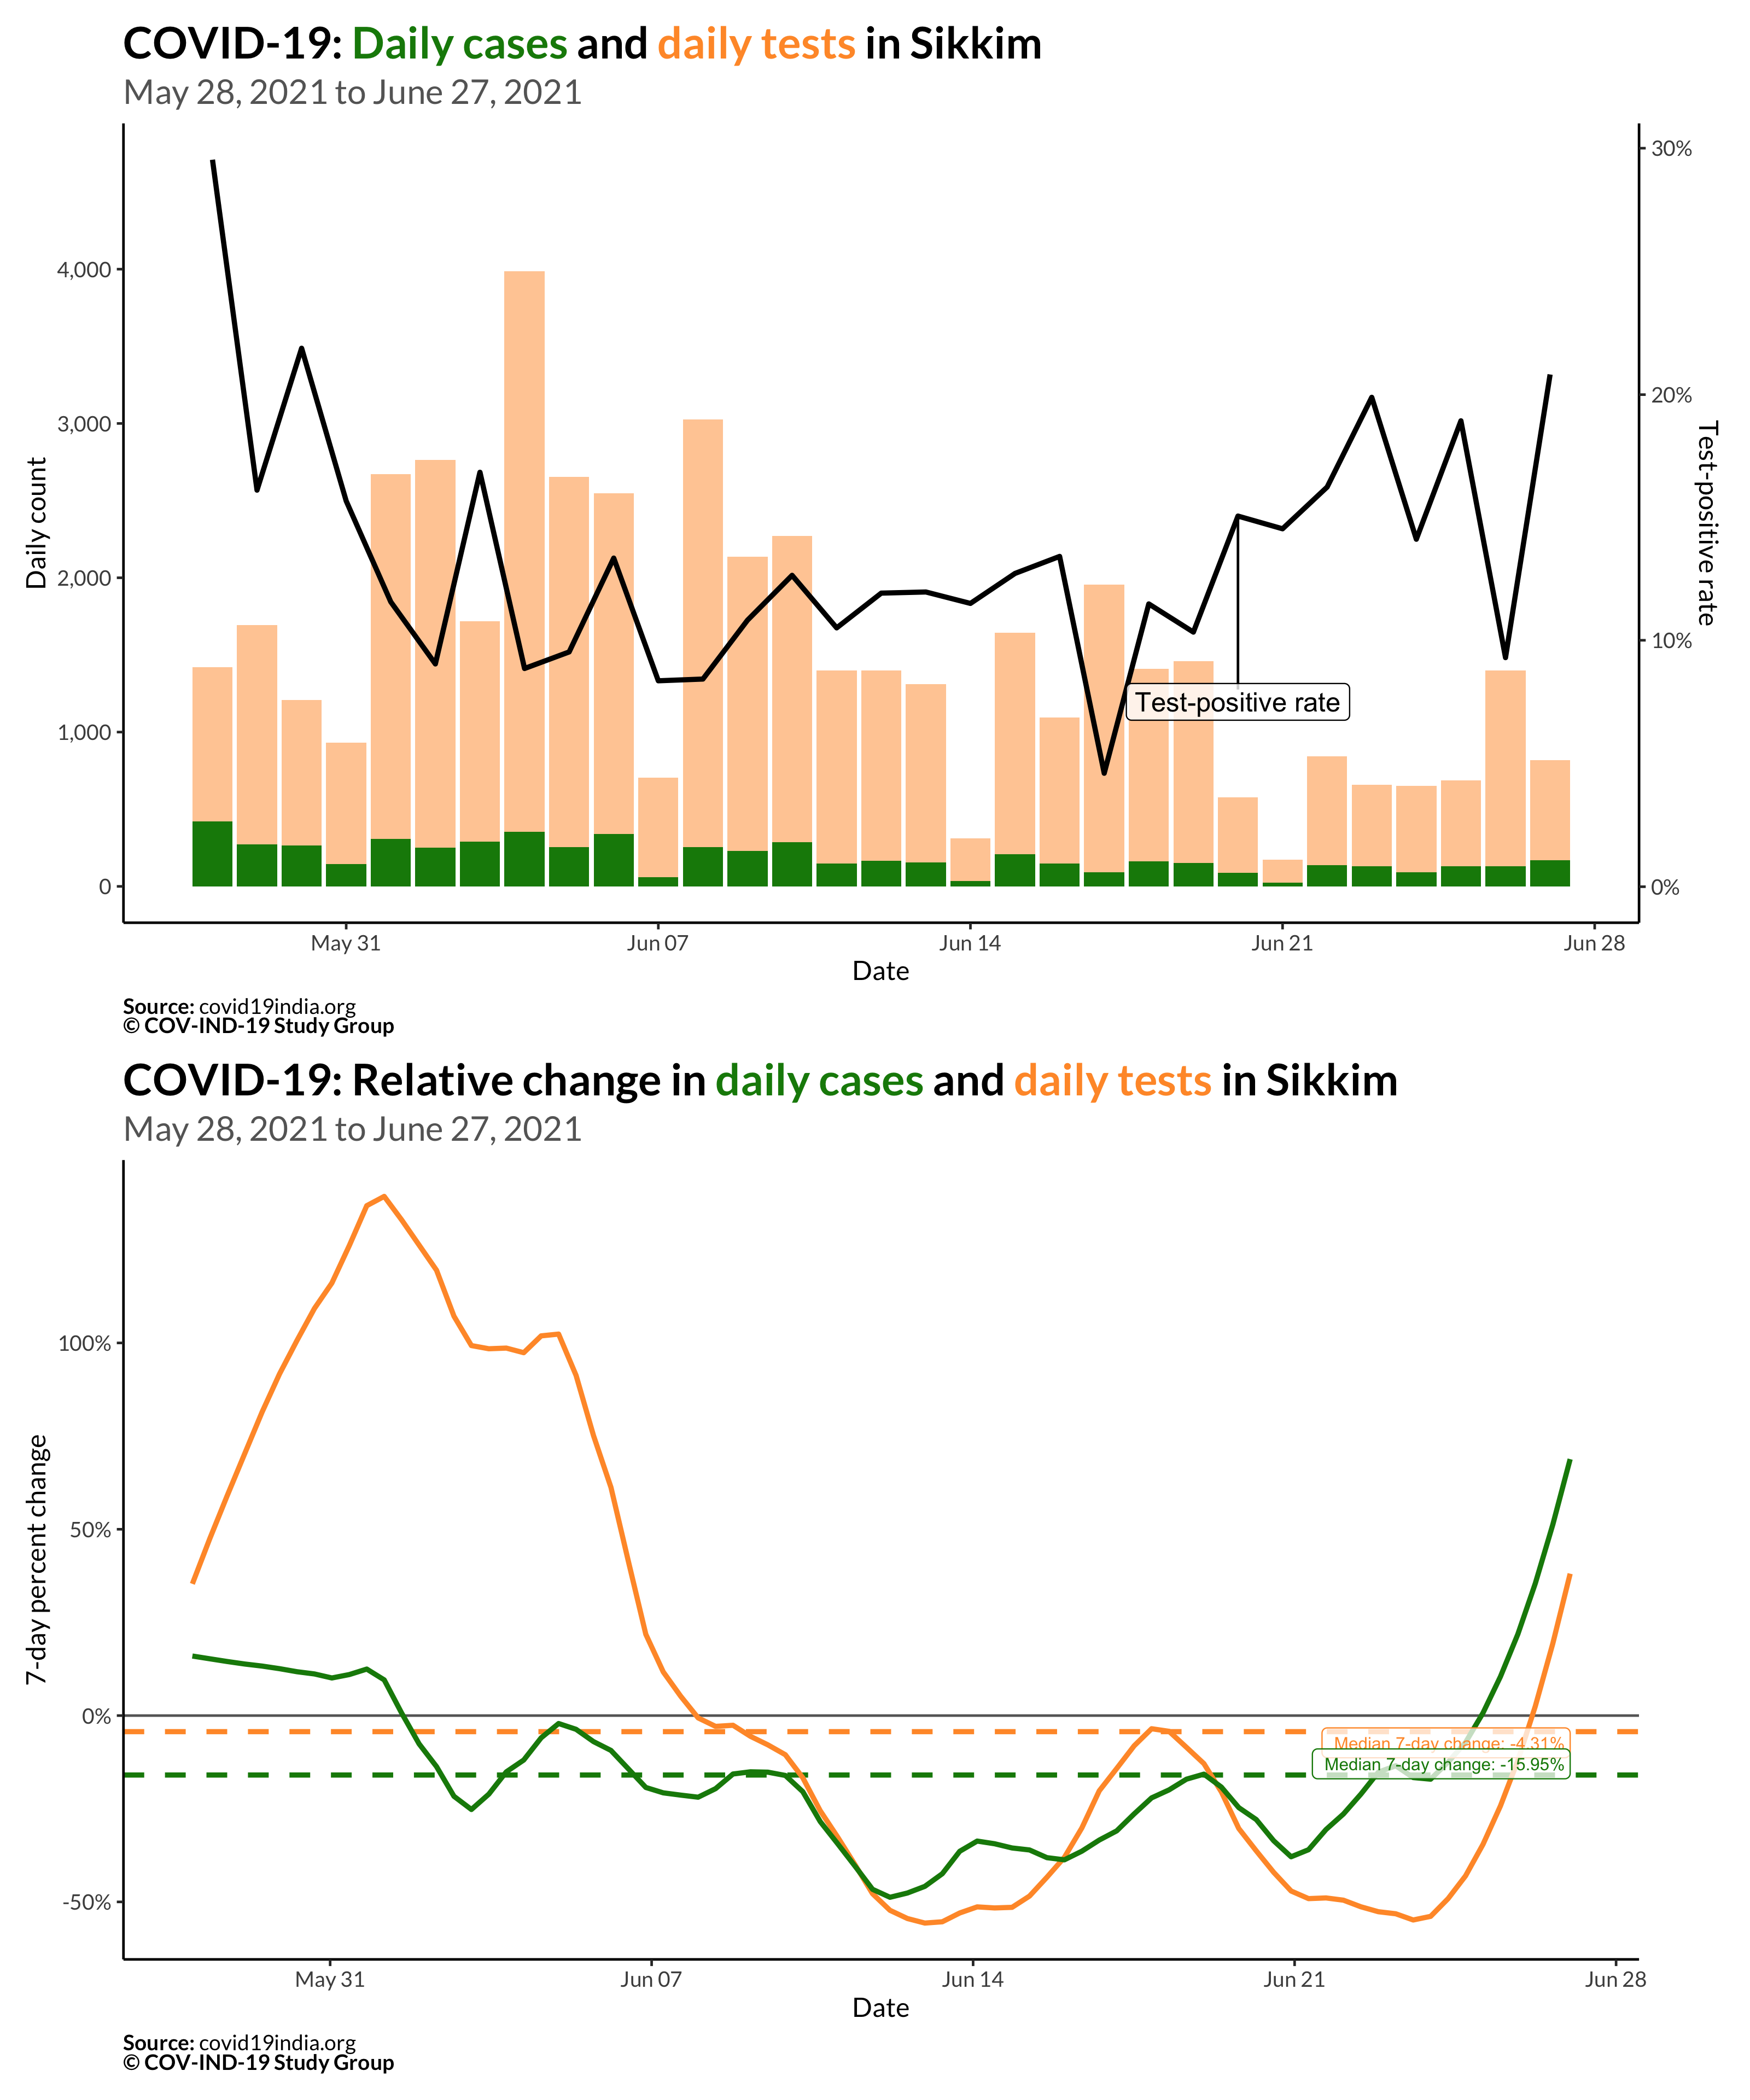 COVID-19: Daily cases and daily tests in Sikkim
May 28, 2021 to June 27, 2021
30%
4,000
20%
3,000
Daily count
Test-positive rate
2,000
10%
Test-positive rate
1,000
0
0%
May 31
Jun 07
Jun 14
Jun 21
Jun 28
Date
Source: covid19india.org
© COV-IND-19 Study Group
COVID-19: Relative change in daily cases and daily tests in Sikkim
May 28, 2021 to June 27, 2021
100%
7-day percent change
50%
0%
Median 7-day change: -4.31%
Median 7-day change: -15.95%
-50%
May 31
Jun 07
Jun 14
Jun 21
Jun 28
Date
Source: covid19india.org
© COV-IND-19 Study Group